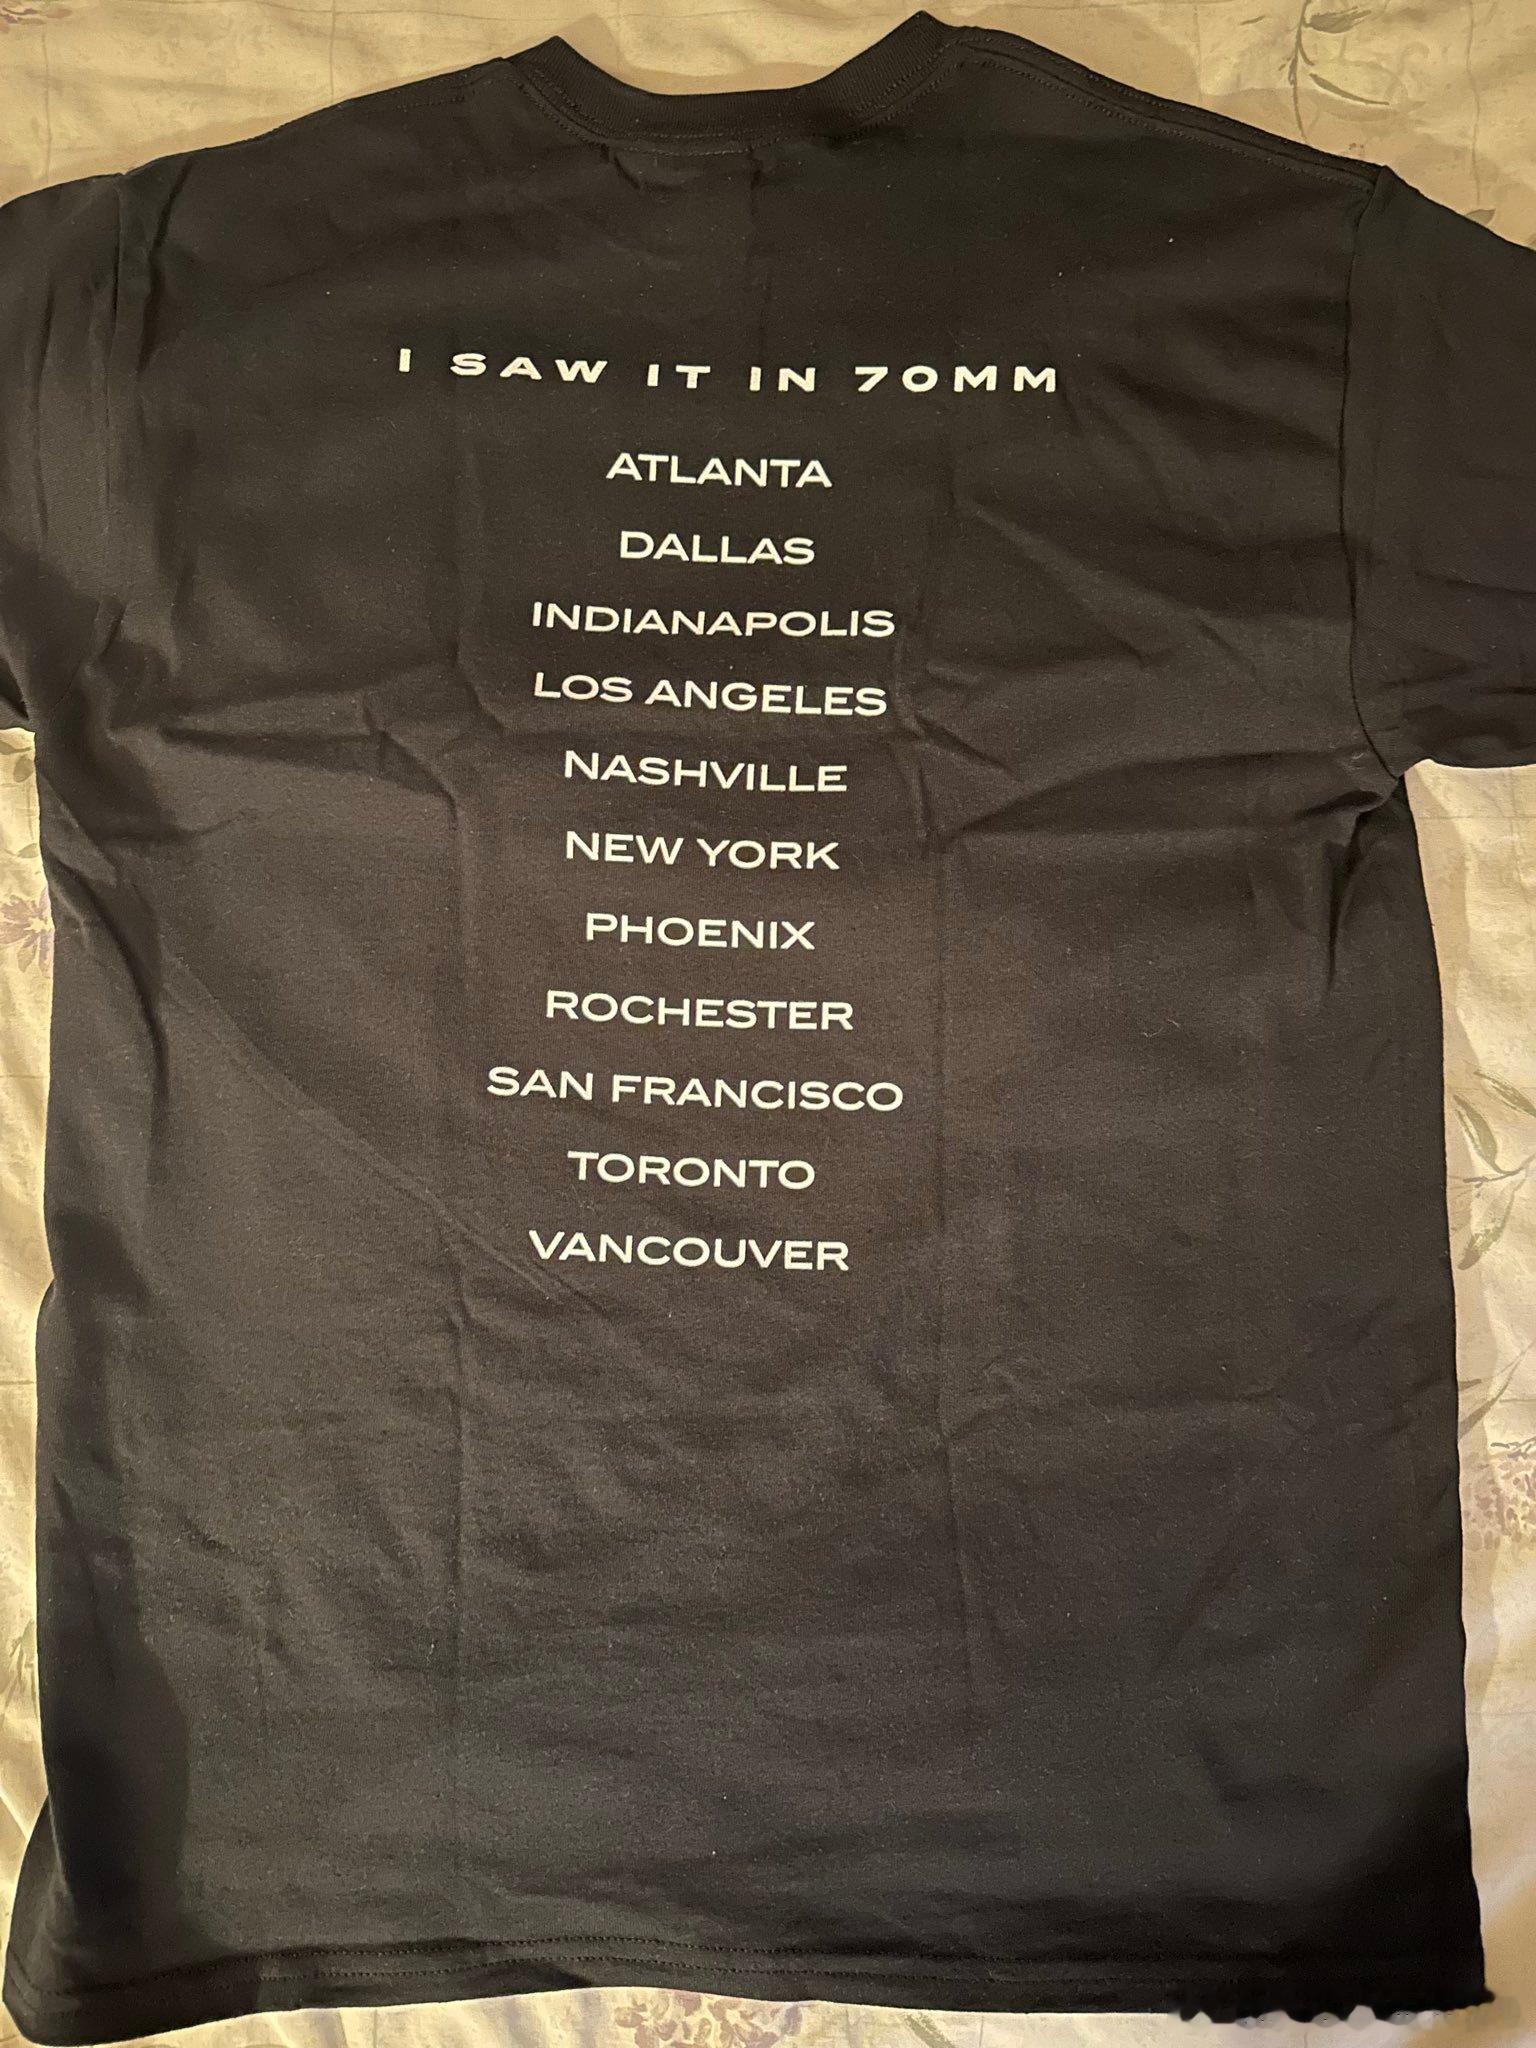 I SAW IT IN 70MM
ATLANTA
DALLAS
INDIANAPOLIS
LOS ANGELES
NASHVILLE
NEW YORK
PHOENIX
ROCHESTER
SAN FRANCISCO
TORONTO
VANCOUVER